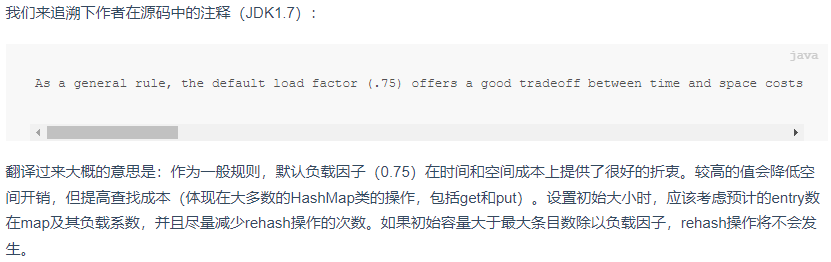 我们来追溯下作者在源码中的注释（JDK1.7）：
java
As a general rule, the default load factor (.75) offers a good tradeoff between time and space costs
翻译过来大概的意思是：作为一般规则，默认负载因子（0.75）在时间和空间成本上提供了很好的折衷。较高的值会降低空
间开销，但提高查找成本（体现在大多数的HashMap类的操作，包括get和put）。设置初始大小时，应该考虑预计的entry数
在map及其负载系数，并且尽量减少rehash操作的次数。如果初始容量大于最大条目数除以负载因子，rehash操作将不会发
生。